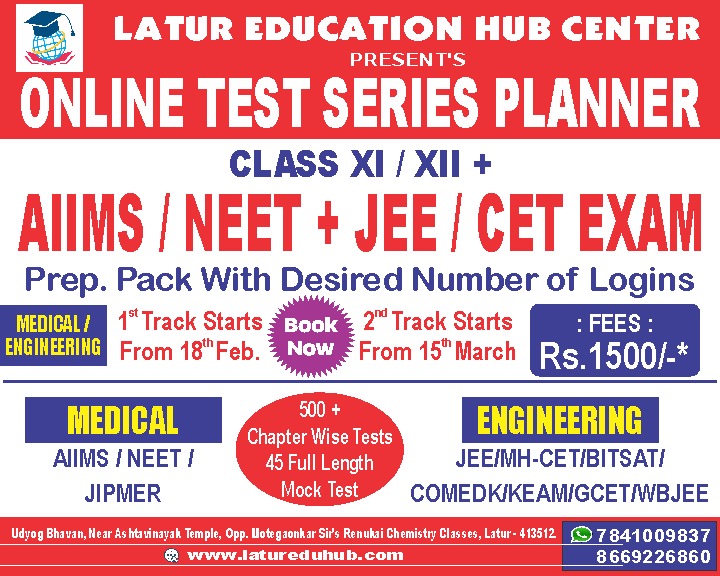 LATUR EDUCATION HUB CENTER
PRESENT'S
ONLINE TEST SERIES PLANNER
CLASS XI / XII +
AIIMS / NEET + JEE / CET EXAM
Prep. Pack With Desired Number of Logins
MEDICAL /
ENGINEERING
1st Track Starts
From 18th Feb.
Book
Now
2nd Track Starts
From 15th March
: FEES :
Rs.1500/-*
MEDICAL
AIIMS / NEET /
JIPMER
500 +
Chapter Wise Tests
45 Full Length
Mock Test
ENGINEERING
JEE/MH-CET/BITSAT/
COMEDK/KEAM/GCET/WBJEE
Udyog Bhavan, Near Ashtavinayak Temple, Opp. Motegaonkar Sir's Renukai Chemistry Classes, Latur - 413512.
www.latureduhub.com
7841009837
8669226860